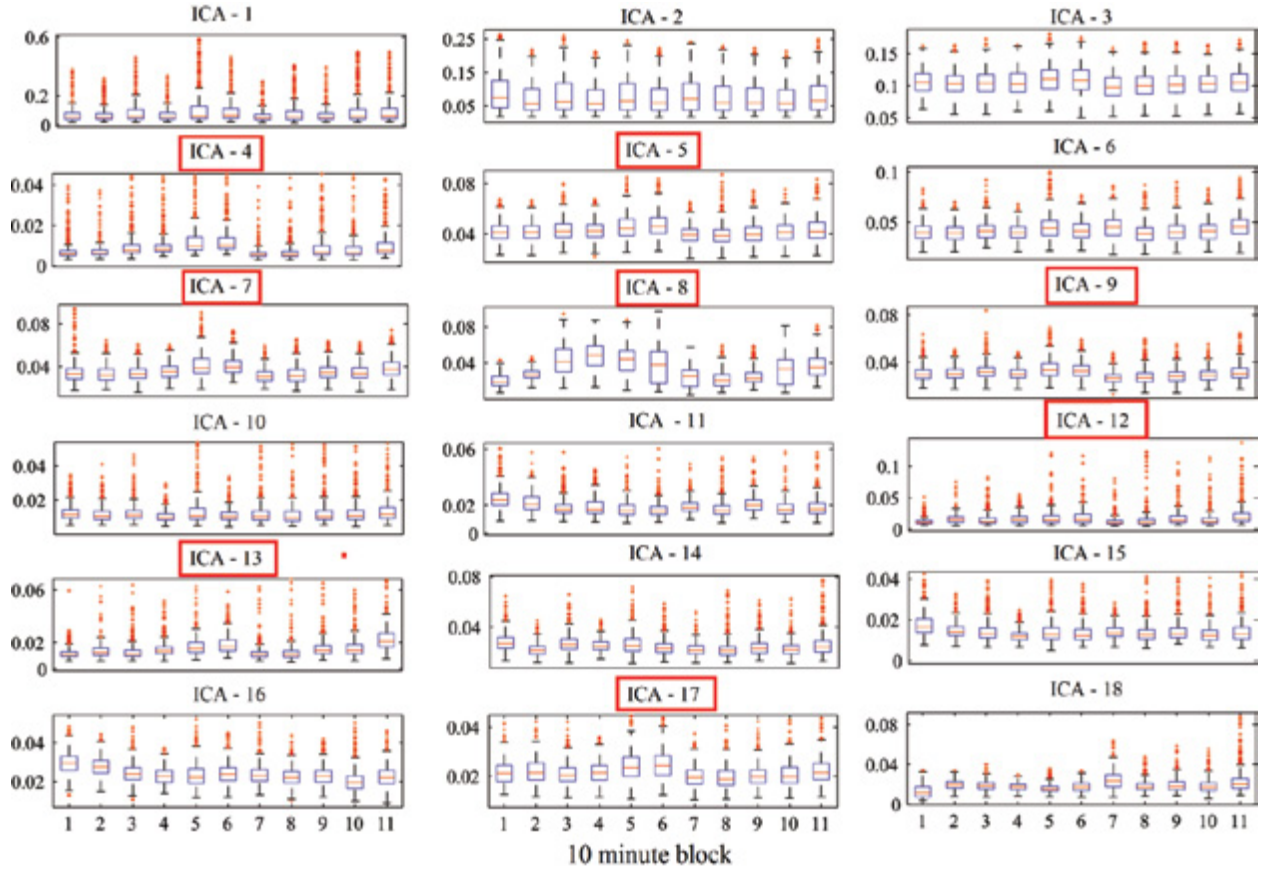 ICA - 1 ICA - 2 ICA - 3
0.6 0.25 0.15
0.2 0.05 0.1
0 0.05
ICA - 4 ICA - 5 ICA - 6
0.04 0.08 0.1
0.02 0.04 0.05
0
ICA - 7 ICA - 8 ICA - 9
0.08 0.08 0.08
0.04 0.04 0.04
ICA - 10 ICA - 11 ICA - 12
0.04 0.06 0.1
0.02 0.02 0.05
0 0
ICA - 13 ICA - 14 ICA - 15
0.06 0.08 0.04
0.02 0.04 0.02
0 0
ICA - 16 ICA - 17 ICA - 18
0.04 0.04 0.08
0.02 0.02 0.04
0
1 2 3 4 5 6 7 8 9 10 11 1 2 3 4 5 6 7 8 9 10 11 1 2 3 4 5 6 7 8 9 10 11
10 minute block